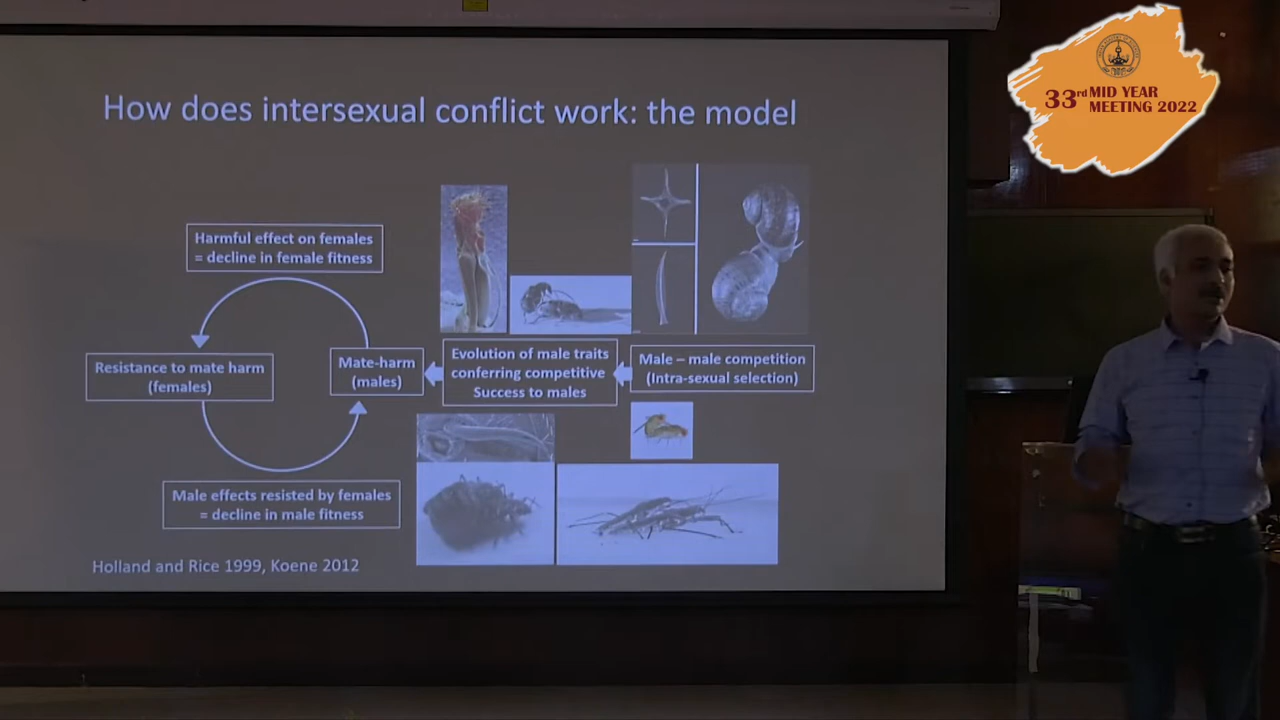 33rd MID YEAR
MEETING 2022
How does intersexual conflict work: the model
Harmful effect on females
= decline in female fitness
Resistance to mate harm
(females)
Mate-harm
(males)
Evolution of male traits
conferring competitive
Success to males
Male – male competition
(Intra-sexual selection)
Male effects resisted by females
= decline in male fitness
Holland and Rice 1999, Koene 2012